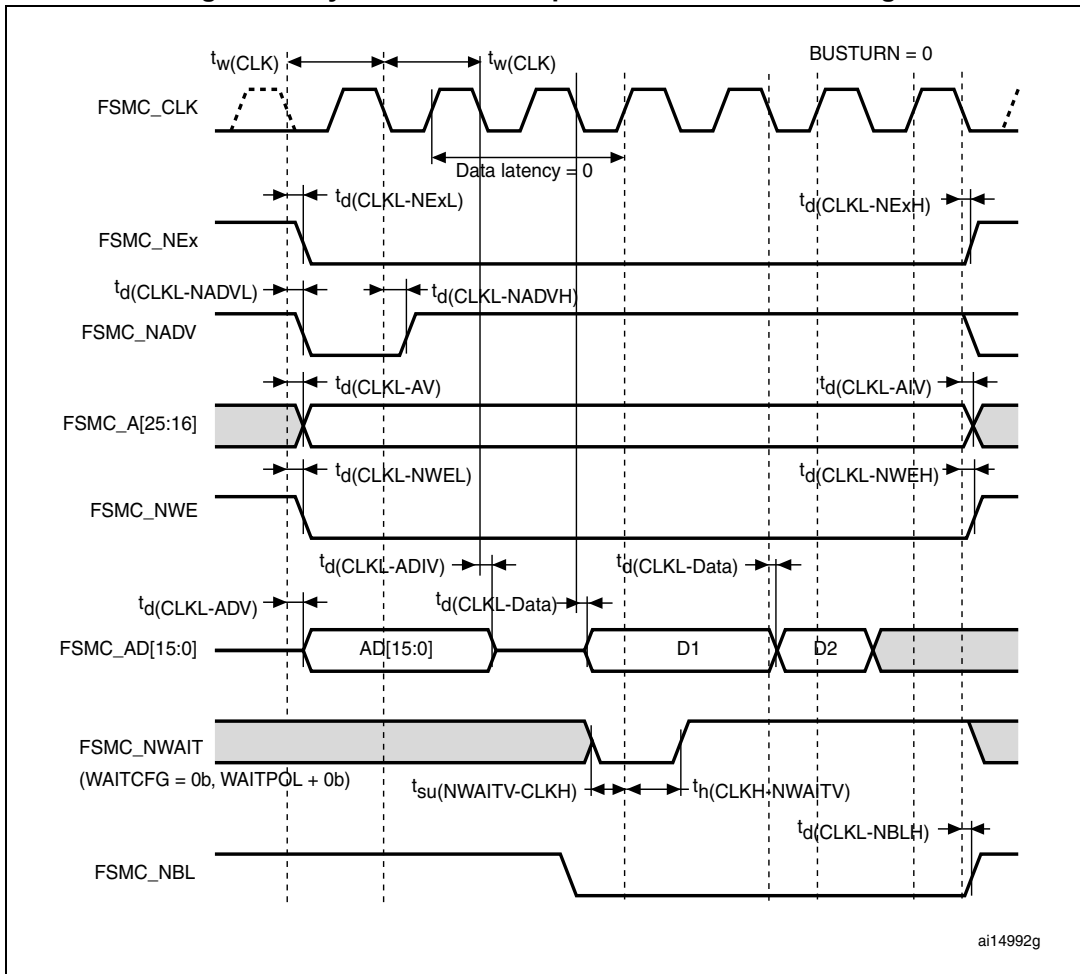 tw(CLK) tw(CLK) BUSTURN = 0
FSMC_CLK
Data latency = 0
td(CLKL-NExL) td(CLKL-NExH)
FSMC_NEx
td(CLKL-NADVL) td(CLKL-NADVH)
FSMC_NADV
td(CLKL-AV) td(CLKL-AIV)
FSMC_A[25:16]
td(CLKL-NWEL) td(CLKL-NWEH)
FSMC_NWE
td(CLKL-ADIV) td(CLKL-Data)
td(CLKL-ADV) td(CLKL-Data)
FSMC_AD[15:0] AD[15:0] D1 D2
FSMC_NWAIT
(WAITCFG = 0b, WAITPOL + 0b)
tsu(NWAITV-CLKH) th(CLKH-NWAITV)
td(CLKL-NBLH)
FSMC_NBL
ai14992g